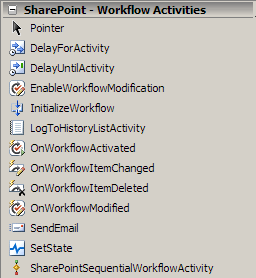 SharePoint - Workflow Activities
Pointer
DelayForActivity
DelayUntilActivity
EnableWorkflowModification
InitializeWorkflow
LogToHistoryListActivity
OnWorkflowActivated
OnWorkflowItemChanged
OnWorkflowItemDeleted
OnWorkflowModified
SendEmail
SetState
SharePointSequentialWorkflowActivity